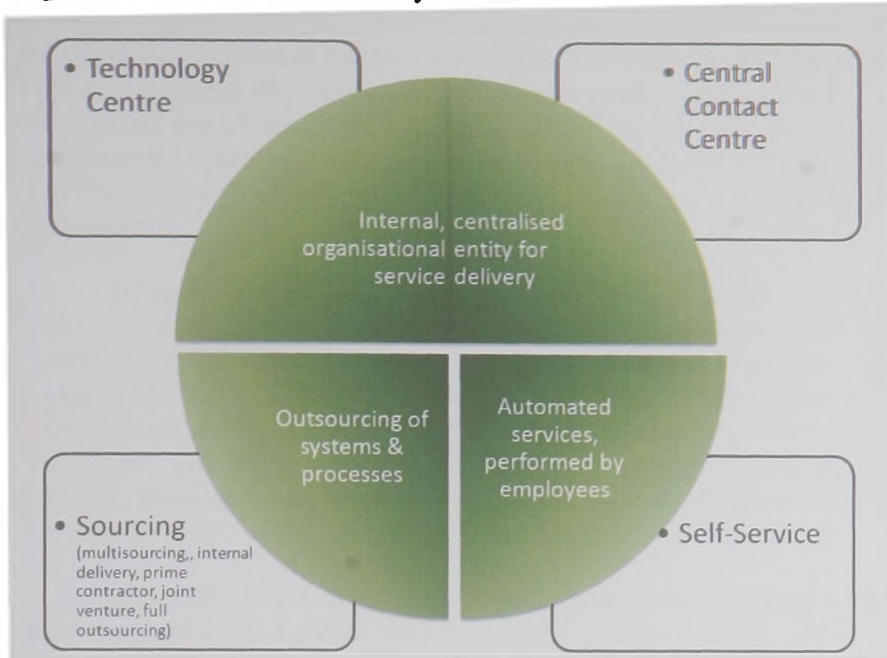 • Technology
Centre
• Central
Contact
Centre
Internal, centralised
organisational entity for
service delivery
Outsourcing of
systems &
processes
Automated
services,
performed by
employees
• Sourcing
(multisourcing,, internal
delivery, prime
contractor, joint
venture, full
outsourcing)
• Self-Service